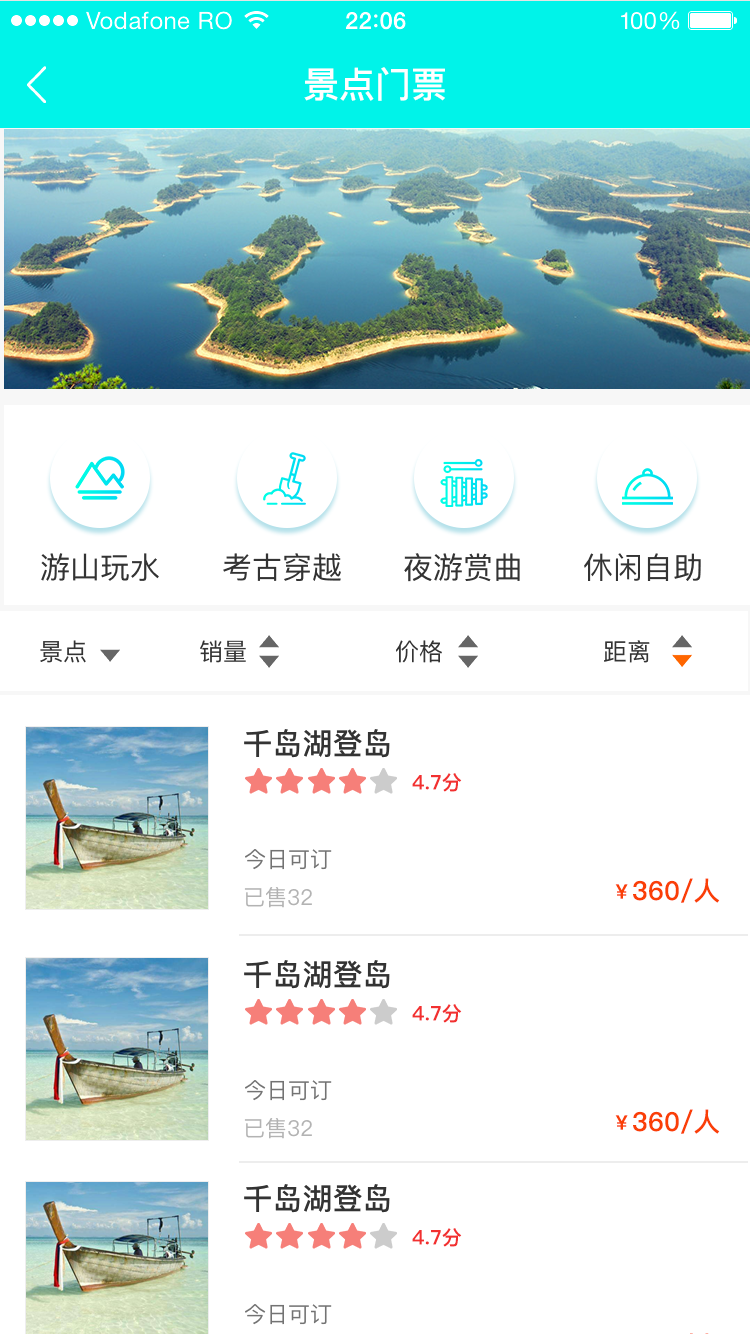 Vodafone RO 22:06 100%
景点门票
游山玩水 考古穿越 夜游赏曲 休闲自助
景点 销量 价格 距离
千岛湖登岛
4.7分
今日可订
已售32
¥360/人
千岛湖登岛
4.7分
今日可订
已售32
¥360/人
千岛湖登岛
4.7分
今日可订